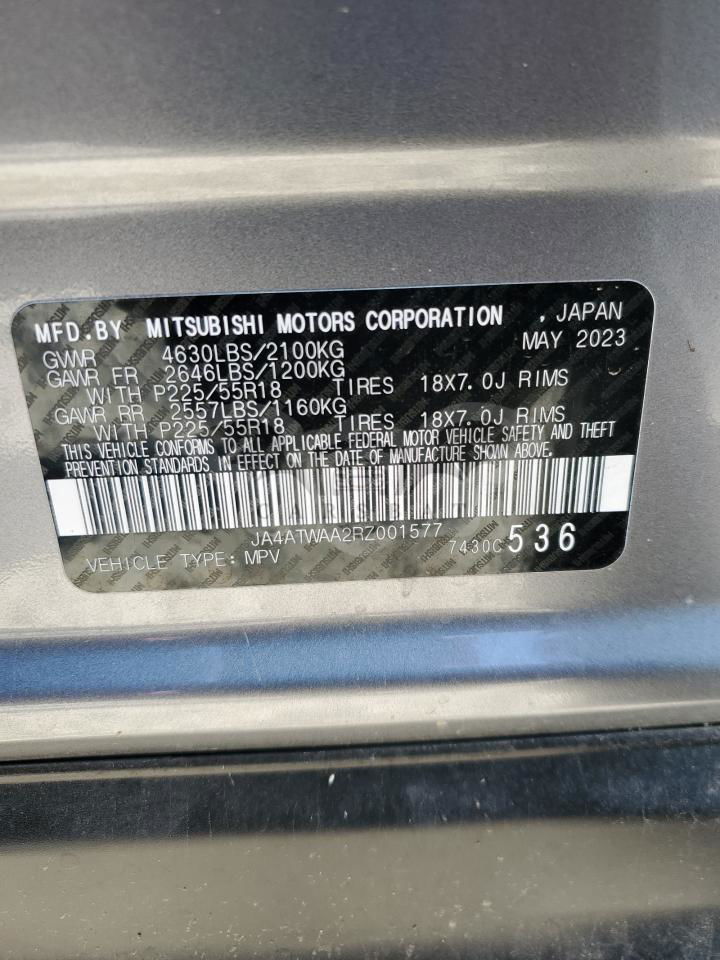 MFD.BY MITSUBISHI MOTORS CORPORATION , JAPAN
GVWR 4630LBS/2100KG MAY 2023
GAWR FR 2646LBS/1200KG
WITH P225/55R18 TIRES 18X7.0J RIMS
GAWR RR 2557LBS/1160KG
WITH P225/55R18 TIRES 18X7.0J RIMS
THIS VEHICLE CONFORMS TO ALL APPLICABLE FEDERAL MOTOR VEHICLE SAFETY AND THEFT
PREVENTION STANDARDS IN EFFECT ON THE DATE OF MANUFACTURE SHOWN ABOVE.
JA4ATWAA2RZ001577
VEHICLE TYPE: MPV 7430C 536